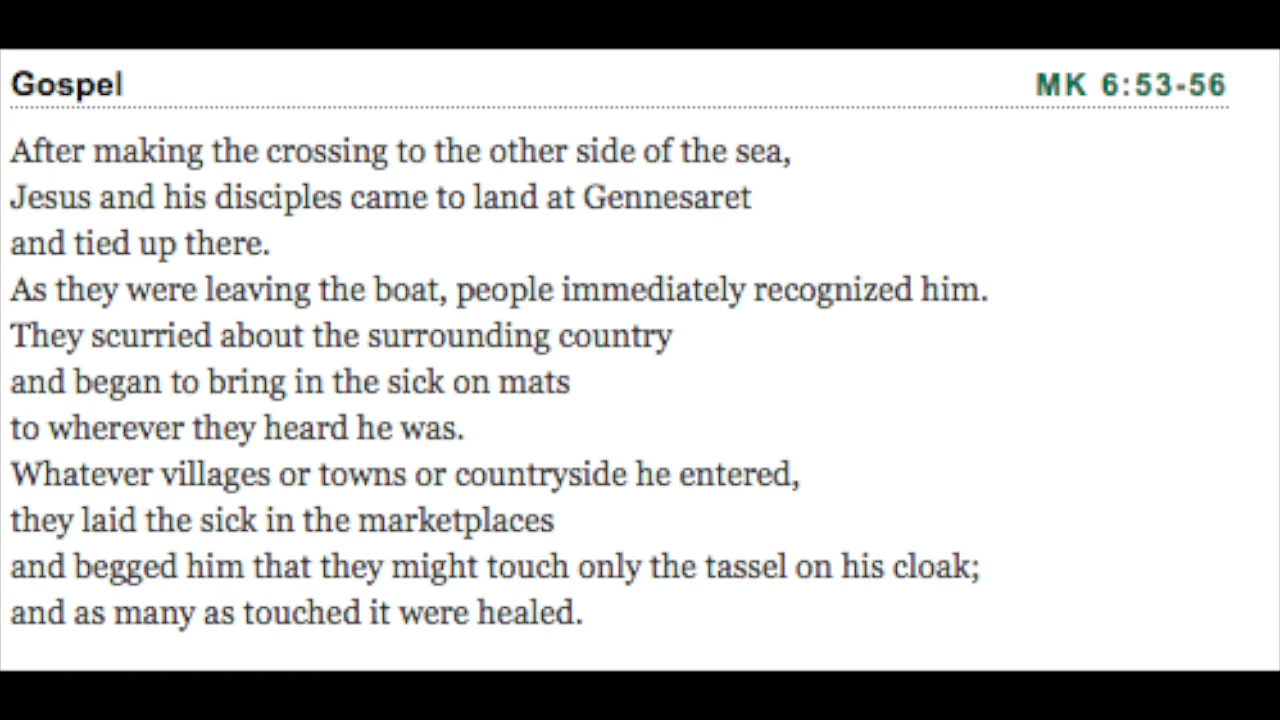 Gospel MK 6:53-56
After making the crossing to the other side of the sea,
Jesus and his disciples came to land at Gennesaret
and tied up there.
As they were leaving the boat, people immediately recognized him.
They scurried about the surrounding country
and began to bring in the sick on mats
to wherever they heard he was.
Whatever villages or towns or countryside he entered,
they laid the sick in the marketplaces
and begged him that they might touch only the tassel on his cloak;
and as many as touched it were healed.